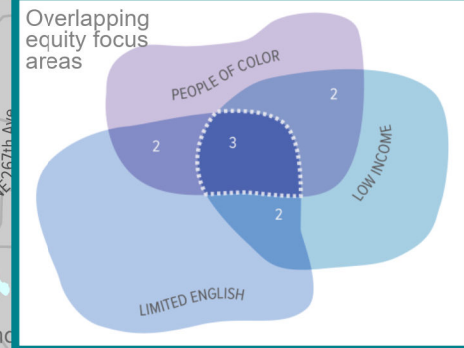 Overlapping
equity focus
areas
PEOPLE OF COLOR
2
2
3
LOW INCOME
2
LIMITED ENGLISH
267th Ave